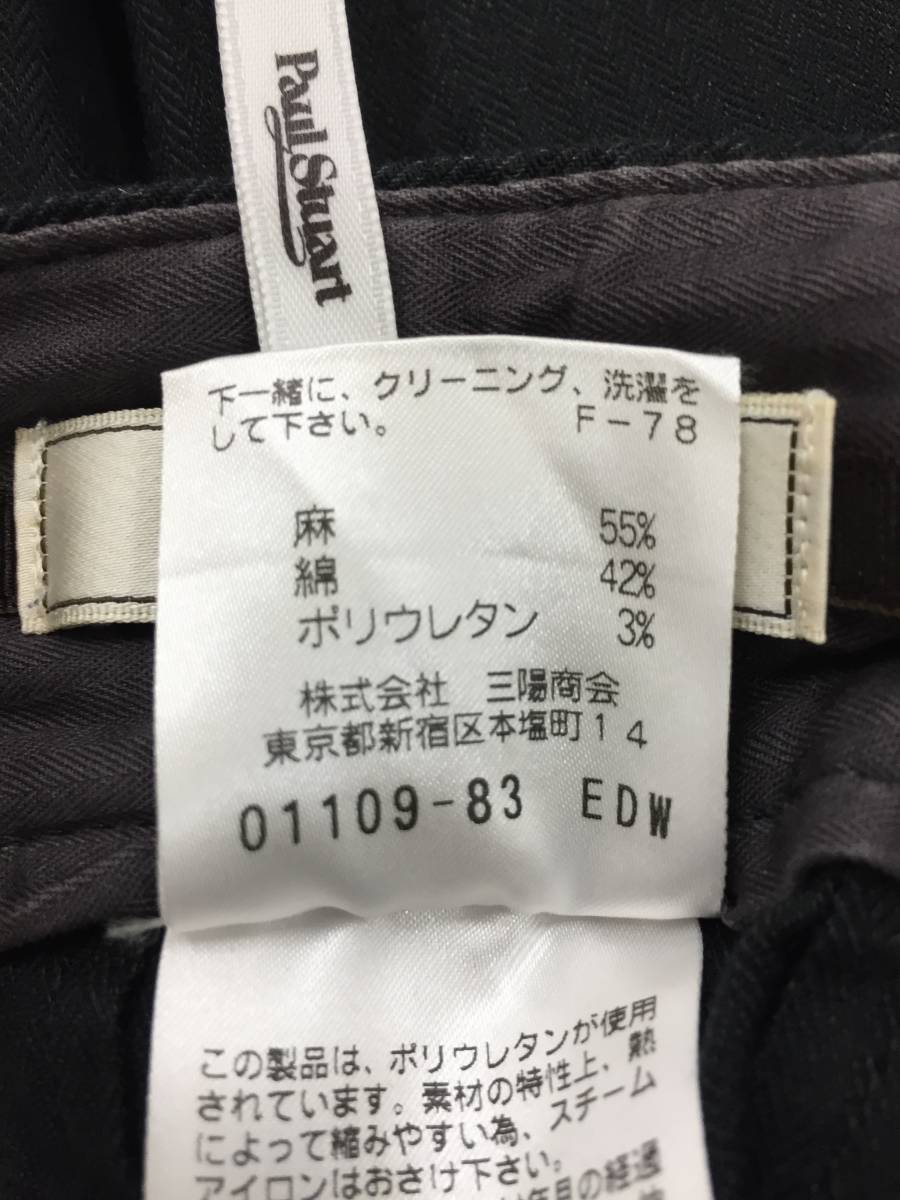 Paul Stuart
下一緒に、クリーニング、洗濯を
して下さい。 F-78
麻 55%
綿 42%
ポリウレタン 3%
株式会社 三陽商会
東京都新宿区本塩町14
01109-83 EDW
この製品は、ポリウレタンが使用
されています。素材の特性上、熱
によって縮みやすい為、スチーム
アイロンはおさけ下さい。
年月の経過